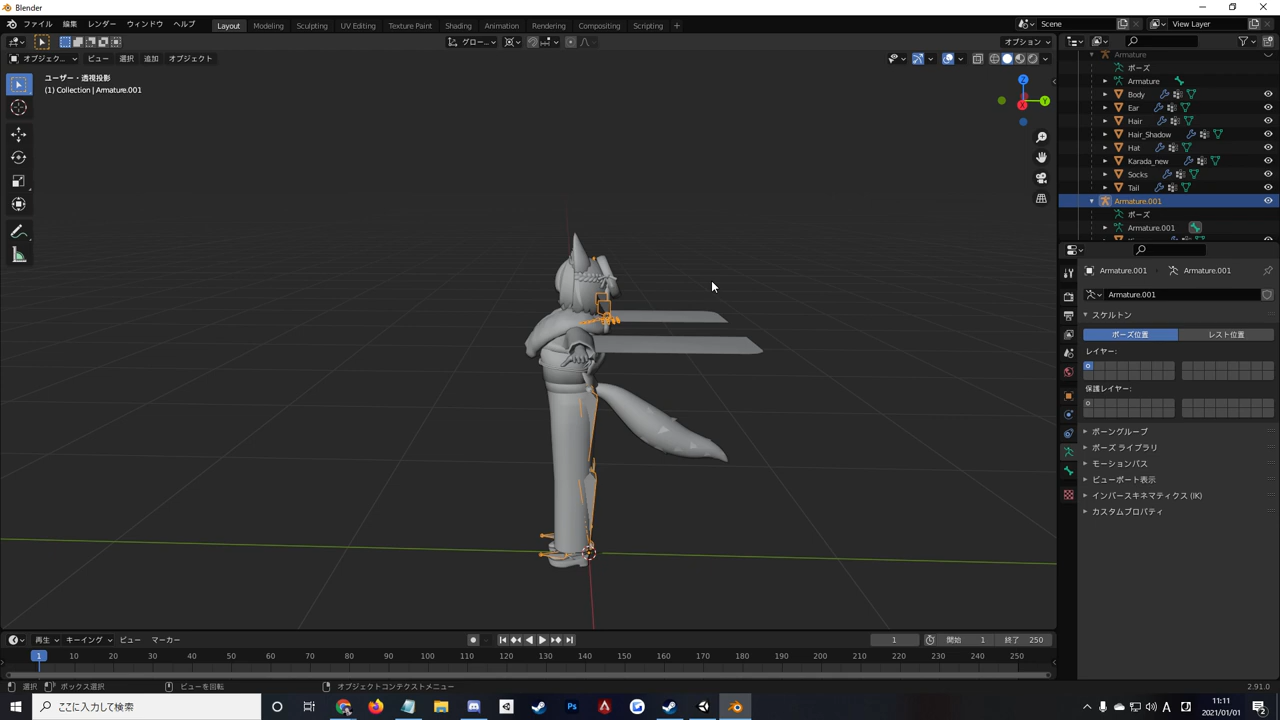 Blender
ファイル 編集 レンダー ウィンドウ ヘルプ Layout Modeling Sculpting UV Editing Texture Paint Shading Animation Rendering Compositing Scripting + Scene View Layer
グロー... オプション
オブジェク... ビュー 選択 追加 オブジェクト
ユーザー・透視投影
(1) Collection | Armature.001
Z
Y
X
Armature
ポーズ
Armature
Body
Ear
Hair
Hair_Shadow
Hat
Karada_new
Socks
Tail
Armature.001
ポーズ
Armature.001
Armature.001 Armature.001
Armature.001
スケルトン
ポーズ位置 レスト位置
レイヤー:
保護レイヤー:
ボーングループ
ポーズ ライブラリ
モーションパス
ビューポート表示
インバースキネマティクス (IK)
カスタムプロパティ
再生 キーイング ビュー マーカー 1 開始 1 終了 250
1 10 20 30 40 50 60 70 80 90 100 110 120 130 140 150 160 170 180 190 200 210 220 230 240 250
選択 ボックス選択 ビューを回転 オブジェクトコンテクストメニュー 2.91.0
ここに入力して検索 A 11:11
2021/01/01